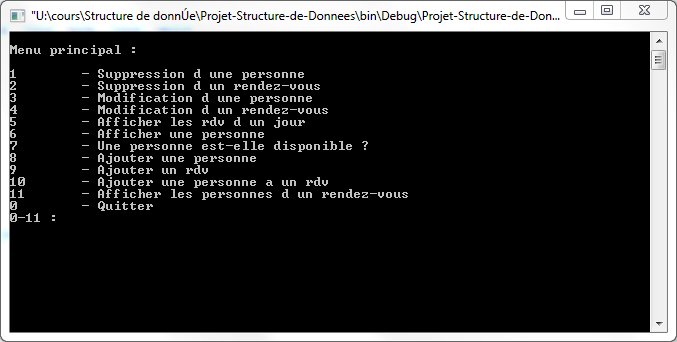 "U:\cours\Structure de donnÚe\Projet-Structure-de-Donnees\bin\Debug\Projet-Structure-de-Don...
Menu principal :
1 - Suppression d une personne
2 - Suppression d un rendez-vous
3 - Modification d une personne
4 - Modification d un rendez-vous
5 - Afficher les rdv d un jour
6 - Afficher une personne
7 - Une personne est-elle disponible ?
8 - Ajouter une personne
9 - Ajouter un rdv
10 - Ajouter une personne a un rdv
11 - Afficher les personnes d un rendez-vous
0 - Quitter
0-11 :